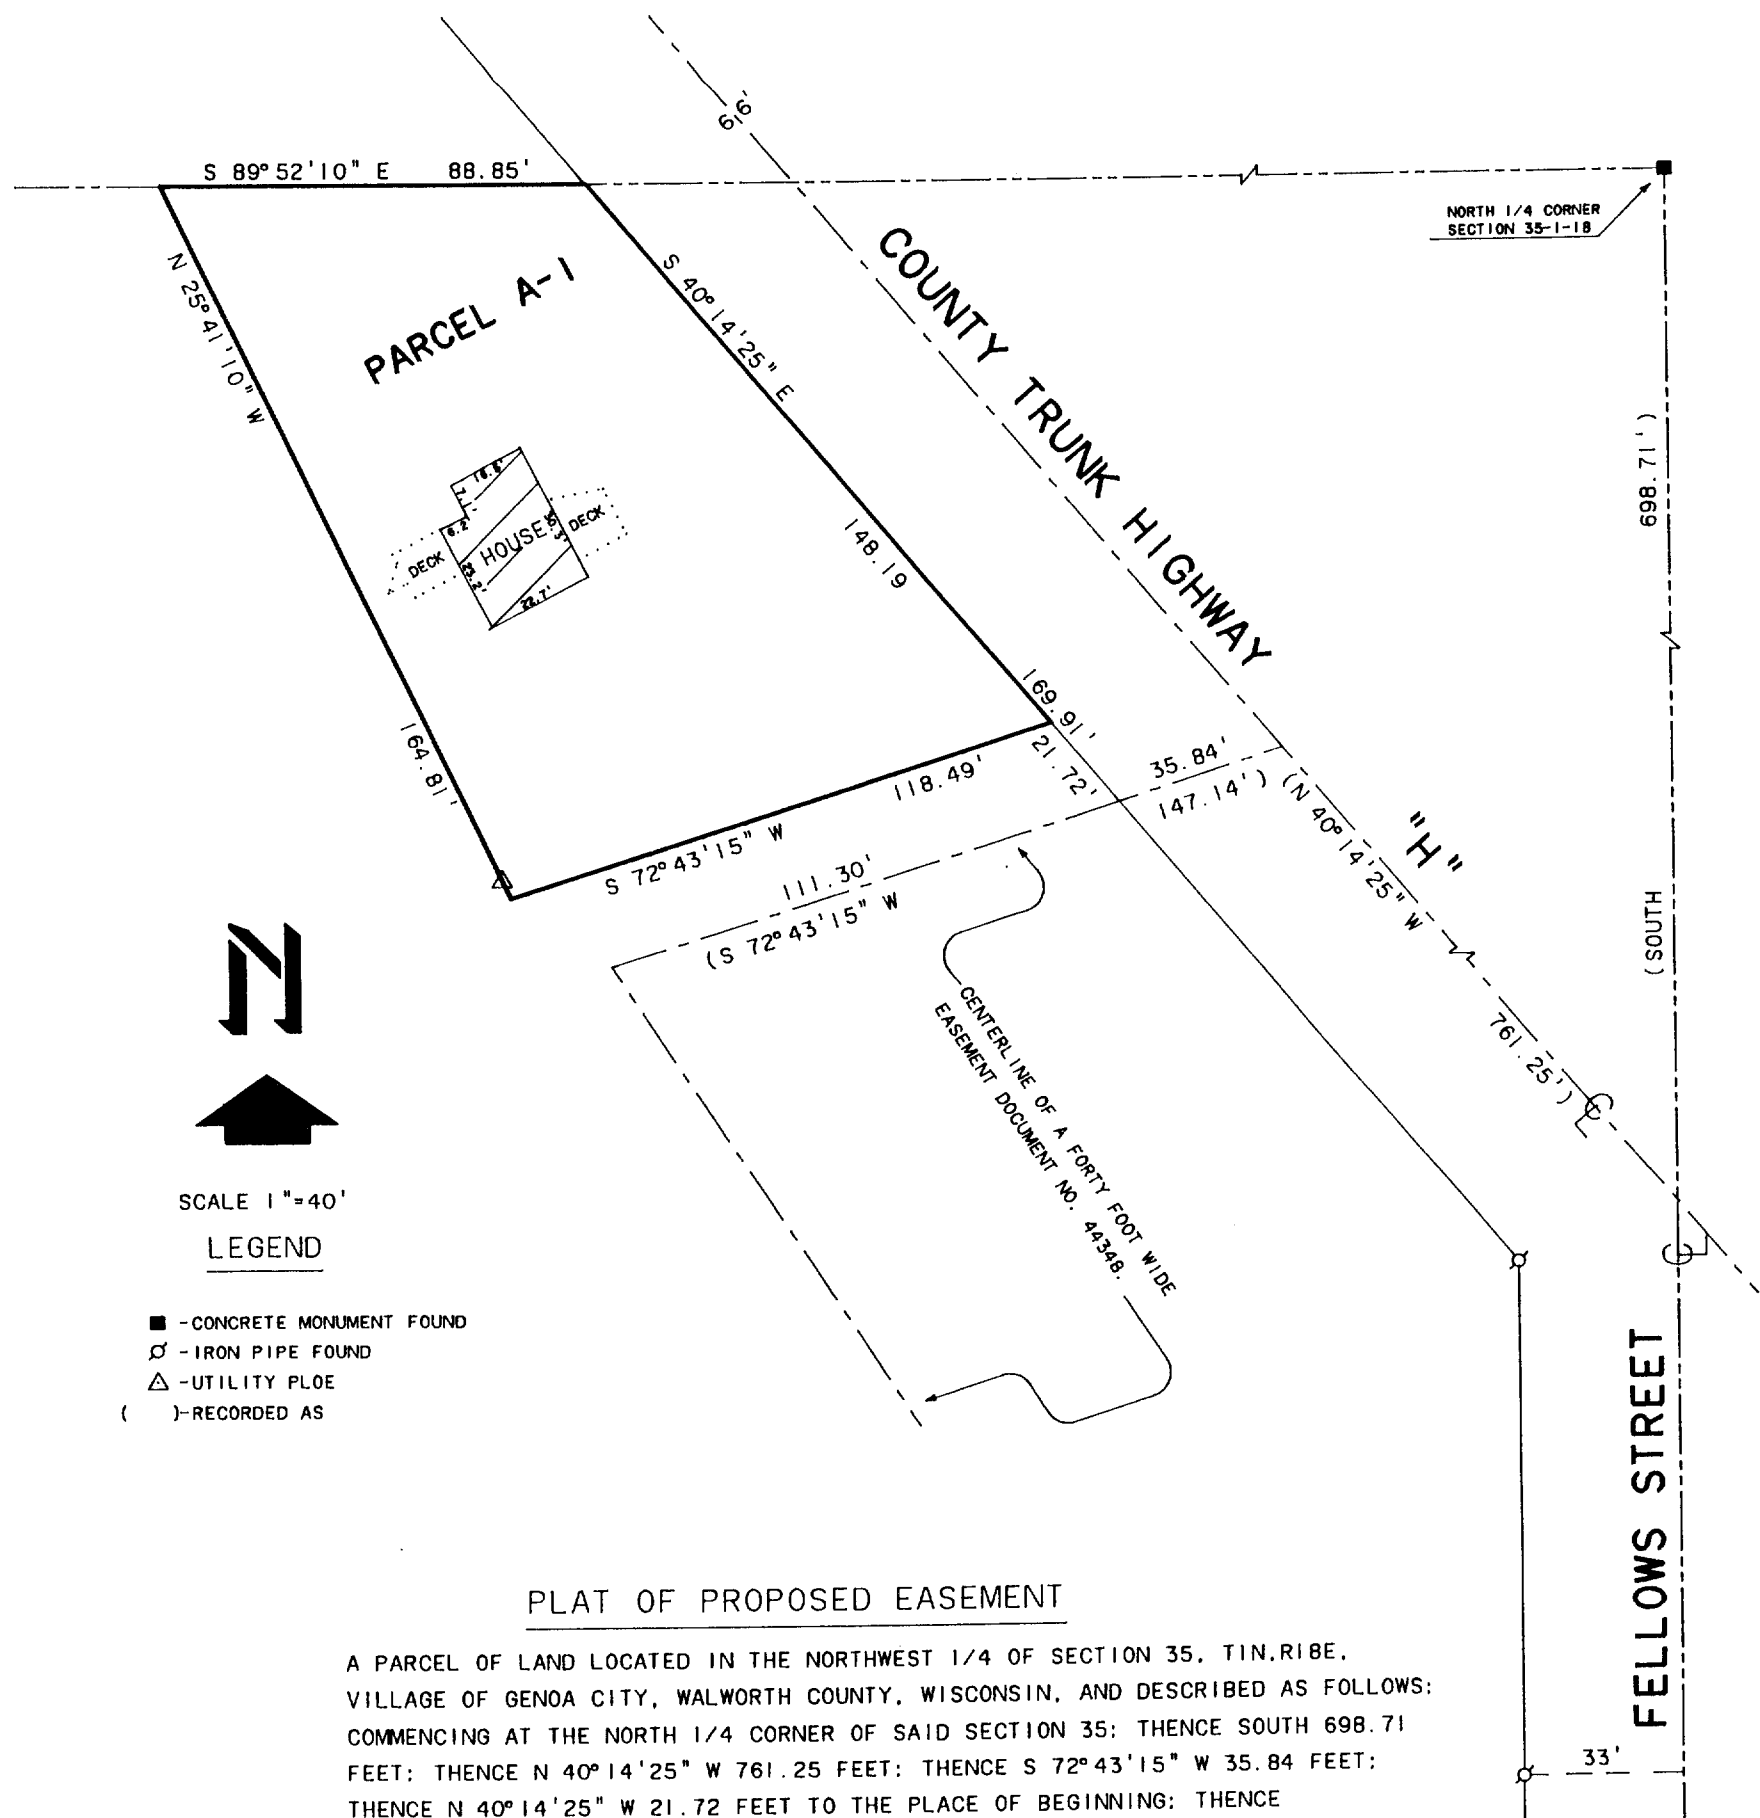 66'
S 89°52'10" E 88.85'
NORTH 1/4 CORNER
SECTION 35-1-18
N 25°41'10" W
PARCEL A-1
S 40°14'25" E
COUNTY TRUNK HIGHWAY
"H"
698.71')
(SOUTH
16.6'
7.1'
6.2'
HOUSE
DECK
DECK
23.2'
22.7'
148.19
169.91'
21.72'
164.81'
118.49'
S 72°43'15" W
35.84'
147.14')
111.30'
(S 72°43'15" W
(N 40°14'25" W
761.25')
CENTERLINE OF A FORTY FOOT WIDE
EASEMENT DOCUMENT NO. 44348.
N
SCALE 1"=40'
LEGEND
-CONCRETE MONUMENT FOUND
-IRON PIPE FOUND
-UTILITY PLOE
( )-RECORDED AS
FELLOWS STREET
33'
PLAT OF PROPOSED EASEMENT
A PARCEL OF LAND LOCATED IN THE NORTHWEST 1/4 OF SECTION 35, T1N,R18E,
VILLAGE OF GENOA CITY, WALWORTH COUNTY, WISCONSIN, AND DESCRIBED AS FOLLOWS:
COMMENCING AT THE NORTH 1/4 CORNER OF SAID SECTION 35; THENCE SOUTH 698.71
FEET; THENCE N 40°14'25" W 761.25 FEET; THENCE S 72°43'15" W 35.84 FEET;
THENCE N 40°14'25" W 21.72 FEET TO THE PLACE OF BEGINNING; THENCE